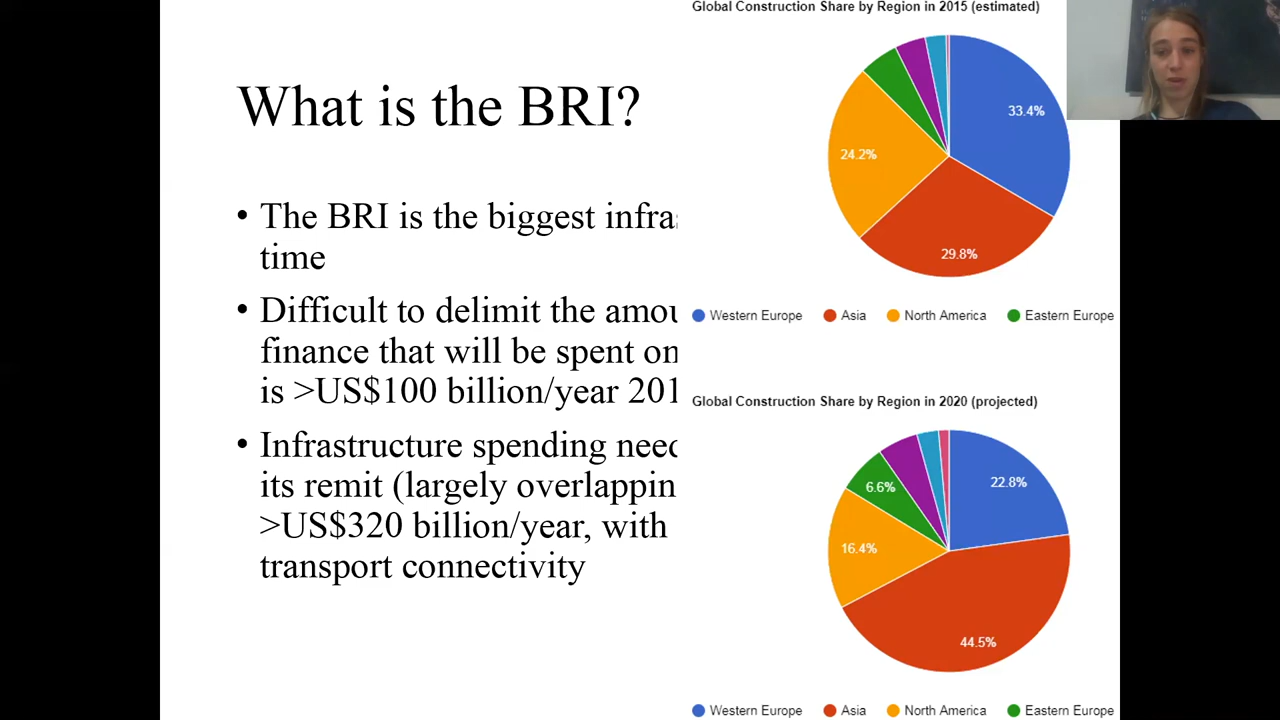 What is the BRI?
• The BRI is the biggest infras
time
• Difficult to delimit the amou
finance that will be spent on
is >US$100 billion/year 201
• Infrastructure spending need
its remit (largely overlappin
>US$320 billion/year, with
transport connectivity
Global Construction Share by Region in 2015 (estimated)
33.4%
24.2%
29.8%
Western Europe Asia North America Eastern Europe
Global Construction Share by Region in 2020 (projected)
22.8%
6.6%
16.4%
44.5%
Western Europe Asia North America Eastern Europe